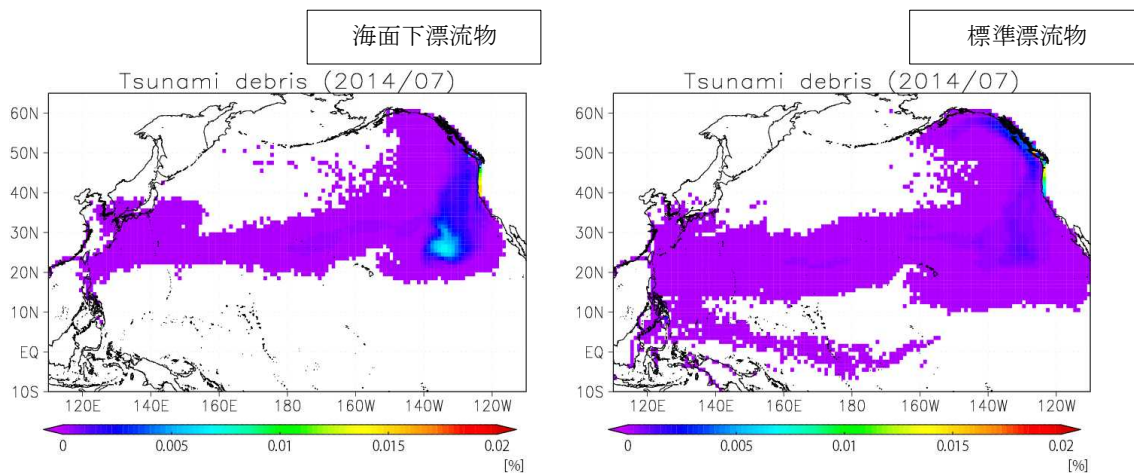 海面下漂流物
Tsunami debris (2014/07)
60N
50N
40N
30N
20N
10N
EQ
10S
120E 140E 160E 180 160W 140W 120W
0 0.005 0.01 0.015 0.02
[%]
標準漂流物
Tsunami debris (2014/07)
60N
50N
40N
30N
20N
10N
EQ
10S
120E 140E 160E 180 160W 140W 120W
0 0.005 0.01 0.015 0.02
[%]